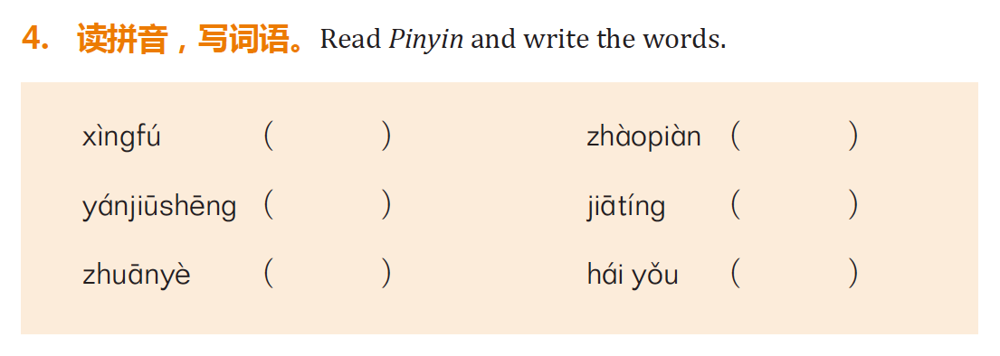 4. 读拼音，写词语。Read Pinyin and write the words.
xìngfú （ ） zhàopiàn （ ）
yánjiūshēng （ ） jiātíng （ ）
zhuānyè （ ） hái yǒu （ ）